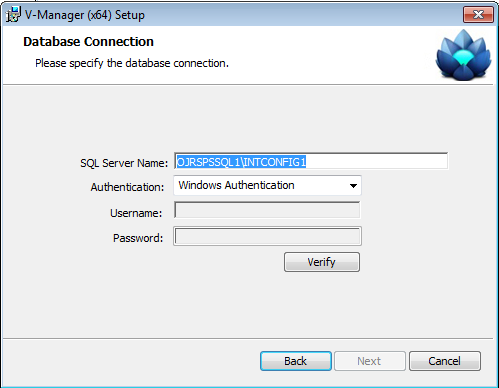 V-Manager (x64) Setup
Database Connection
Please specify the database connection.
SQL Server Name: OJRSPSSQL1\INTCONFIG1
Authentication: Windows Authentication
Username:
Password:
Verify
Back Next Cancel